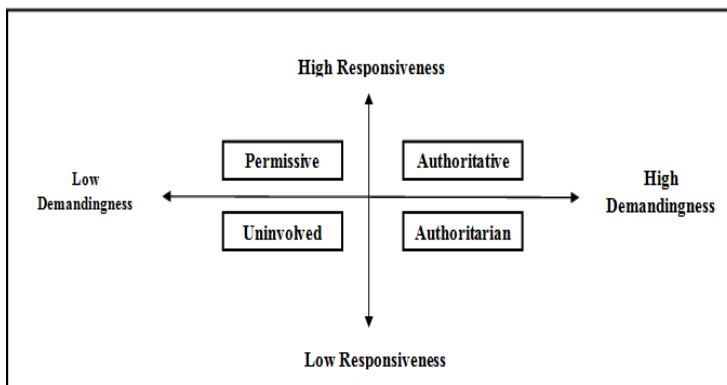 High Responsiveness
Permissive
Authoritative
Low
Demandingness
High
Demandingness
Uninvolved
Authoritarian
Low Responsiveness